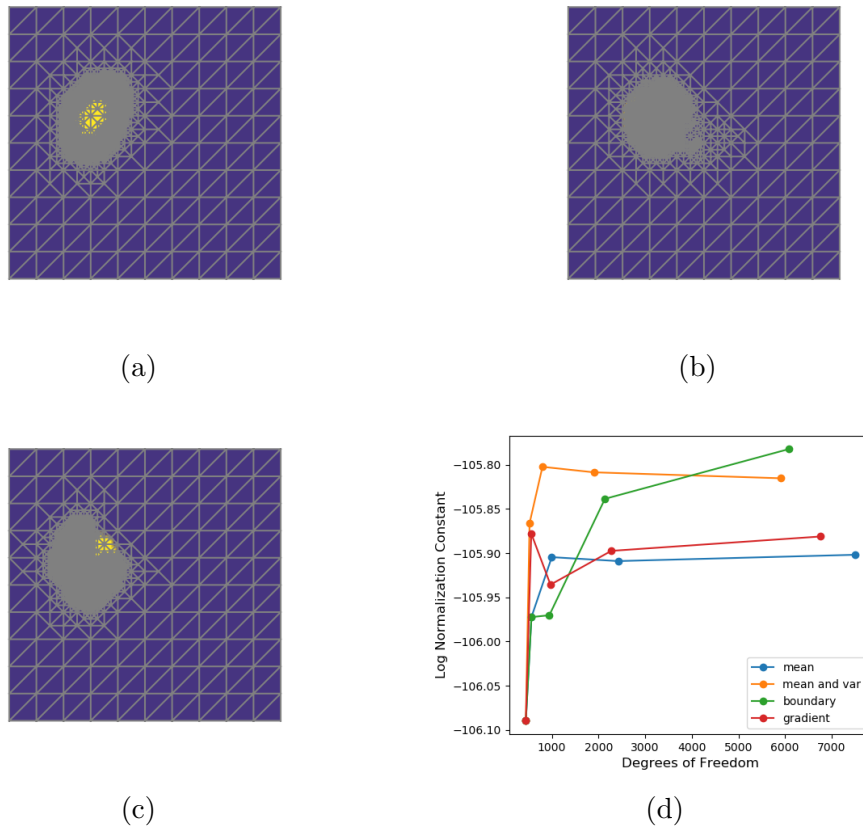 (a)
(b)
(c)
Log Normalization Constant
−105.80
−105.85
−105.90
−105.95
−106.00
−106.05
−106.10
mean
mean and var
boundary
gradient
1000 2000 3000 4000 5000 6000 7000
Degrees of Freedom
(d)